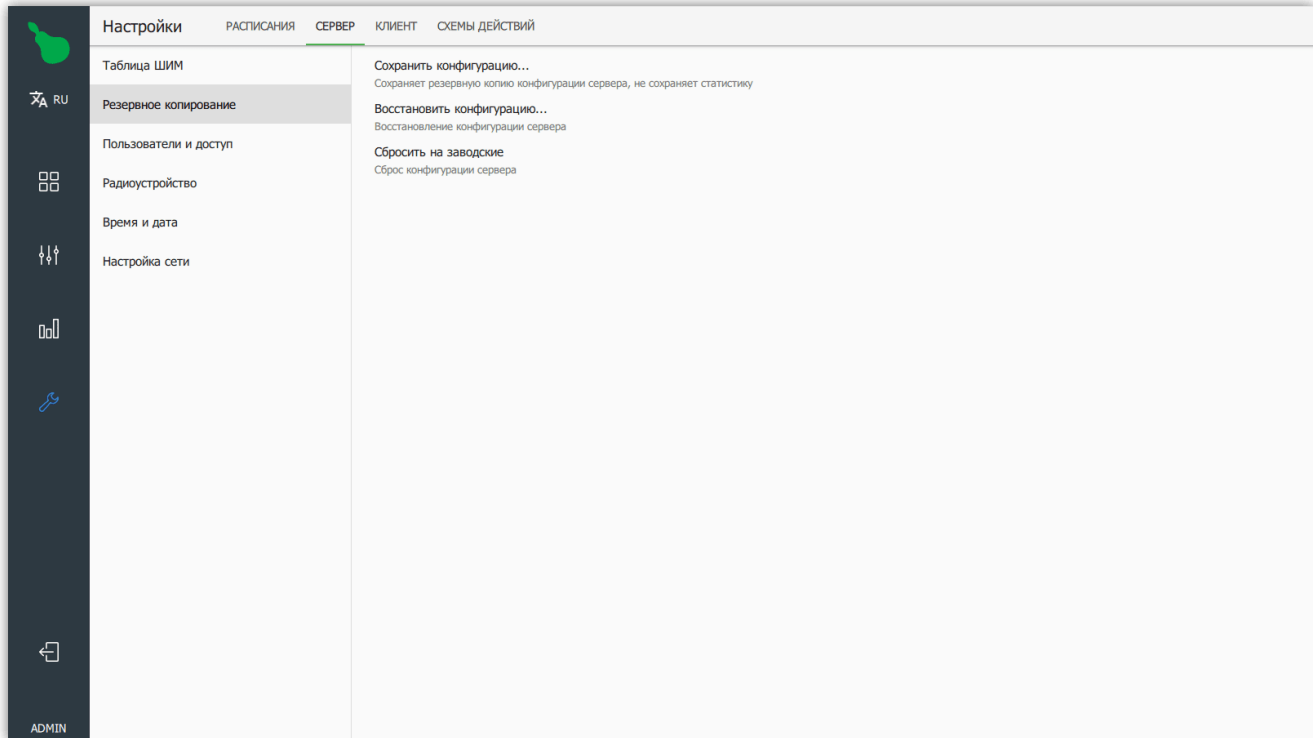 Настройки РАСПИСАНИЯ СЕРВЕР КЛИЕНТ СХЕМЫ ДЕЙСТВИЙ
RU
Таблица ШИМ
Резервное копирование
Пользователи и доступ
Радиоустройство
Время и дата
Настройка сети
Сохранить конфигурацию...
Сохраняет резервную копию конфигурации сервера, не сохраняет статистику
Восстановить конфигурацию...
Восстановление конфигурации сервера
Сбросить на заводские
Сброс конфигурации сервера
ADMIN